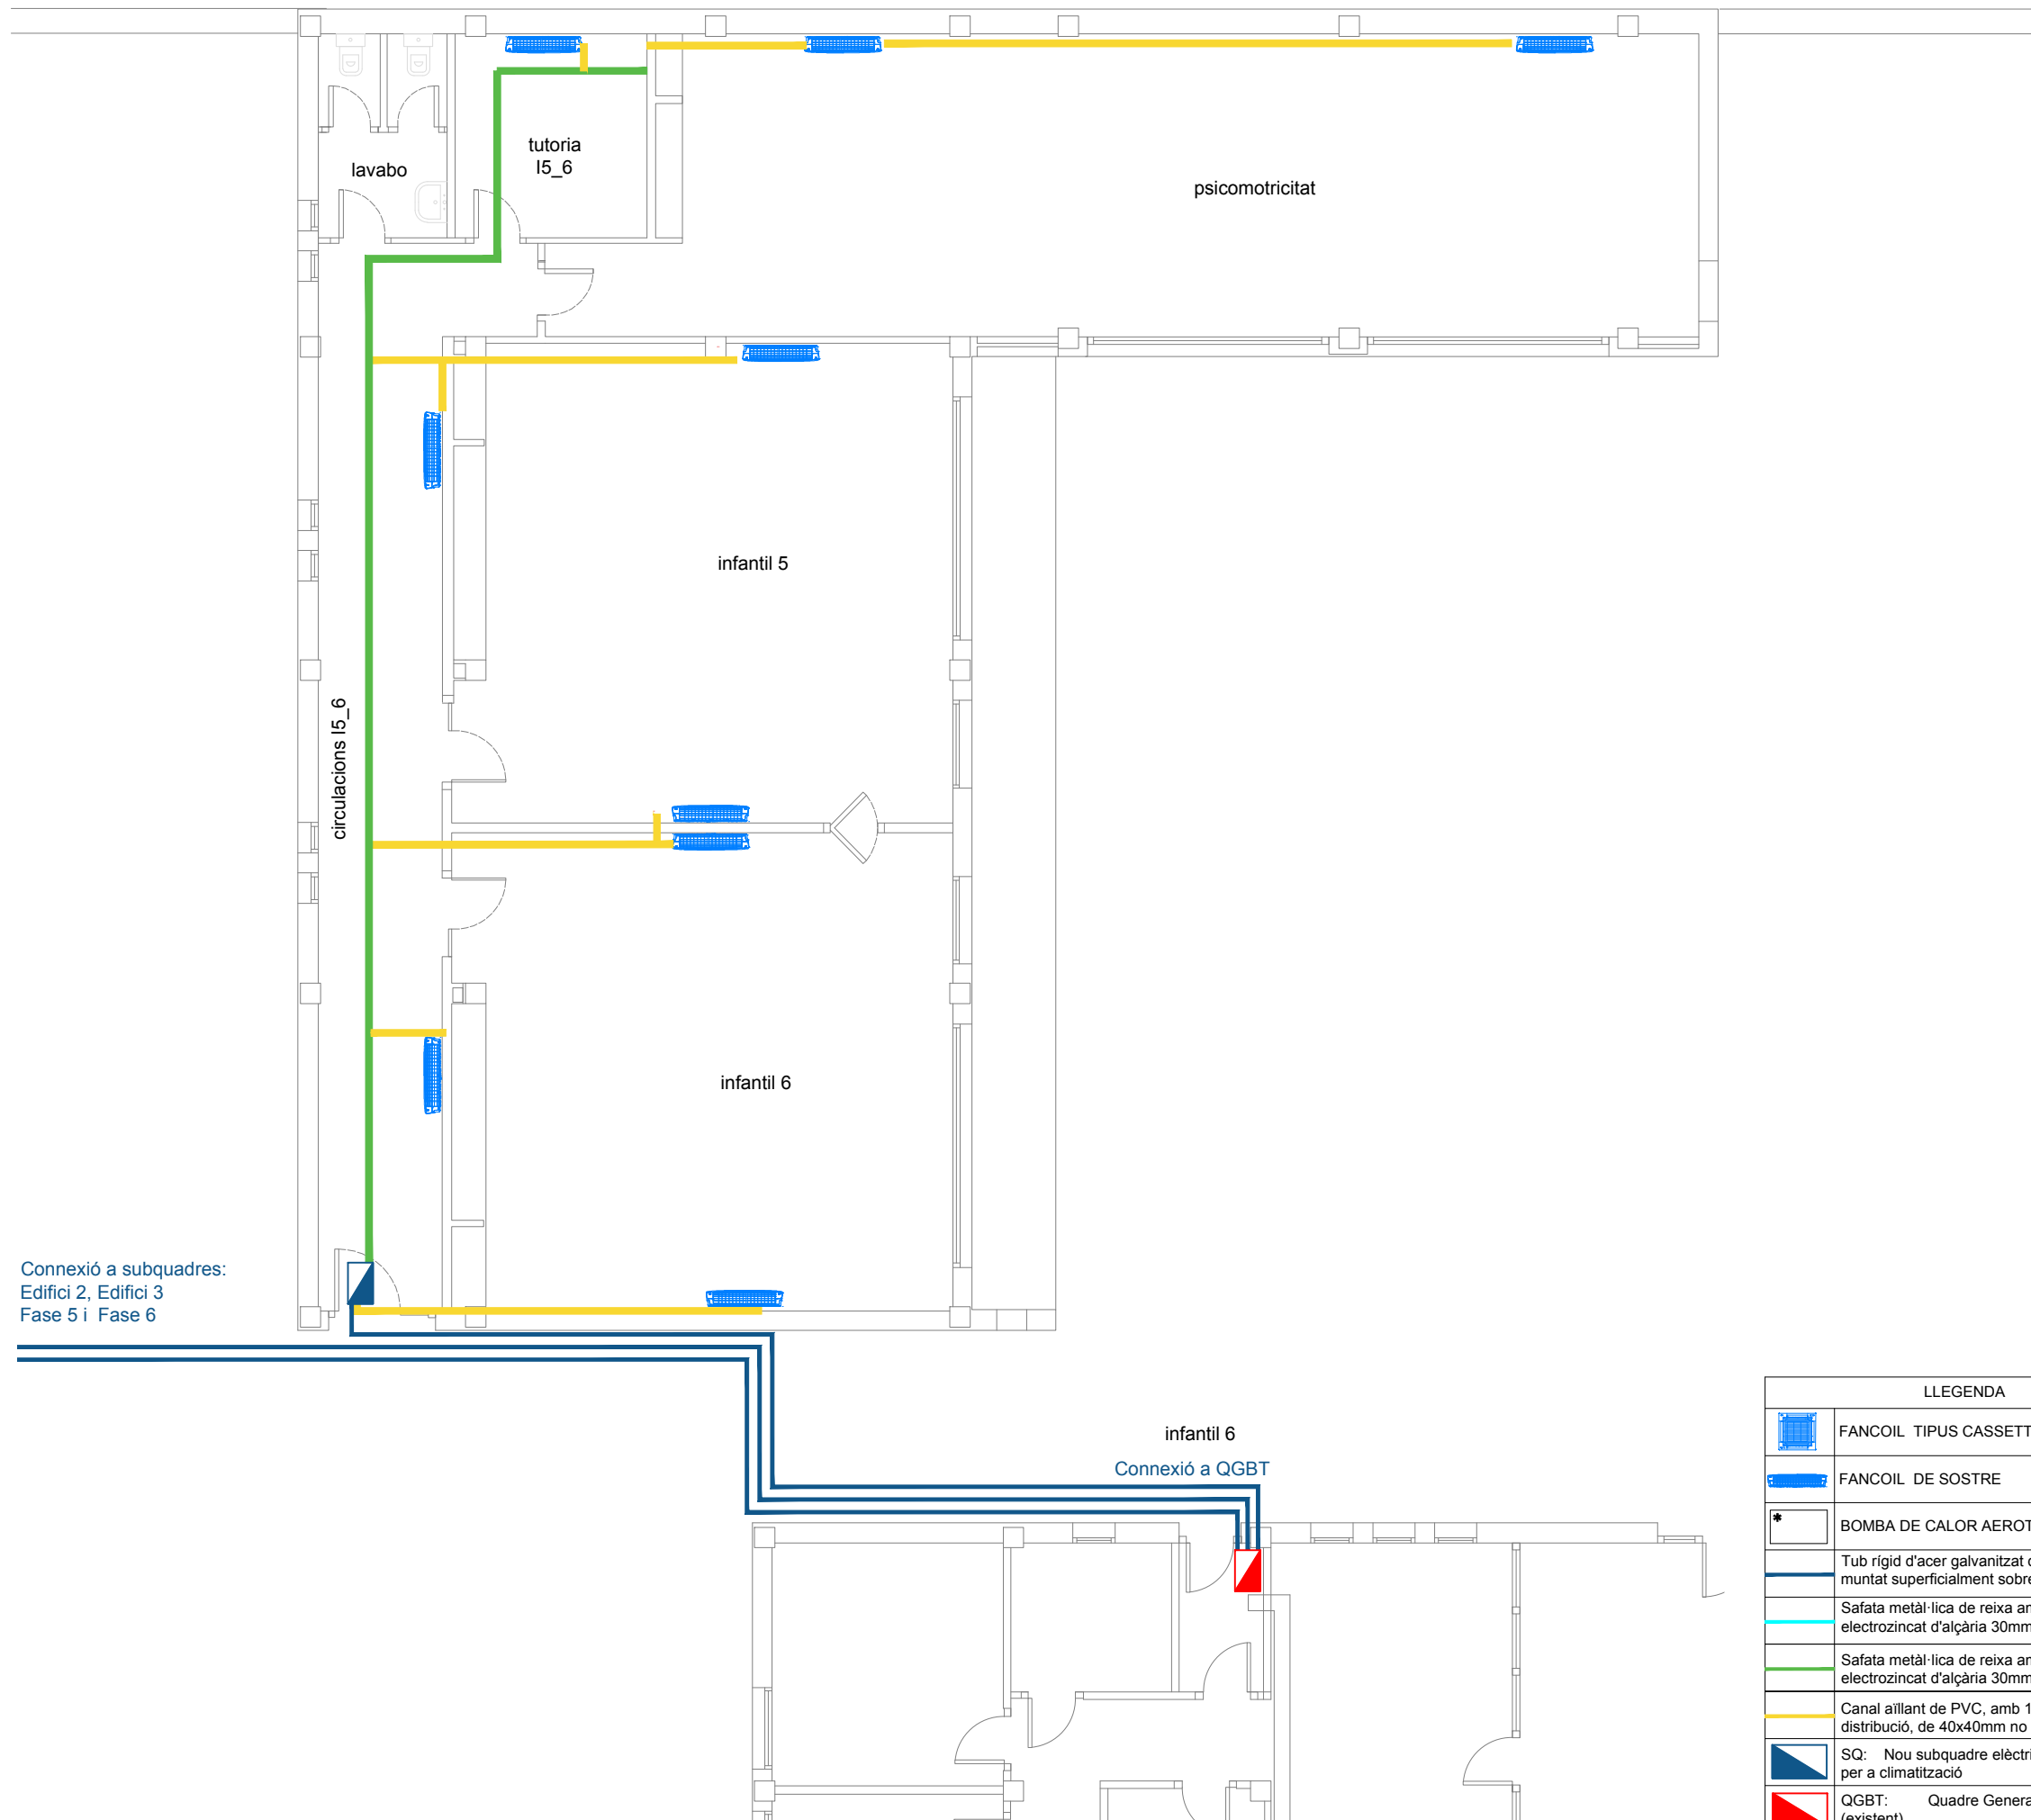 tutoria
I5_6
lavabo
psicomotricitat
infantil 5
circulacions I5_6
infantil 6
Connexió a subquadres:
Edifici 2, Edifici 3
Fase 5 i Fase 6
infantil 6
Connexió a QGBT
LLEGENDA
FANCOIL TIPUS CASSETT
FANCOIL DE SOSTRE
*
BOMBA DE CALOR AEROT
Tub rígid d'acer galvanitzat
muntat superficialment sobre
Safata metàl·lica de reixa
electrozincat d'alçària 30mm
Safata metàl·lica de reixa
electrozincat d'alçària 30mm
Canal aïllant de PVC, amb 1
distribució, de 40x40mm no
SQ: Nou subquadre elèctri
per a climatització
QGBT: Quadre Genera
(existent)